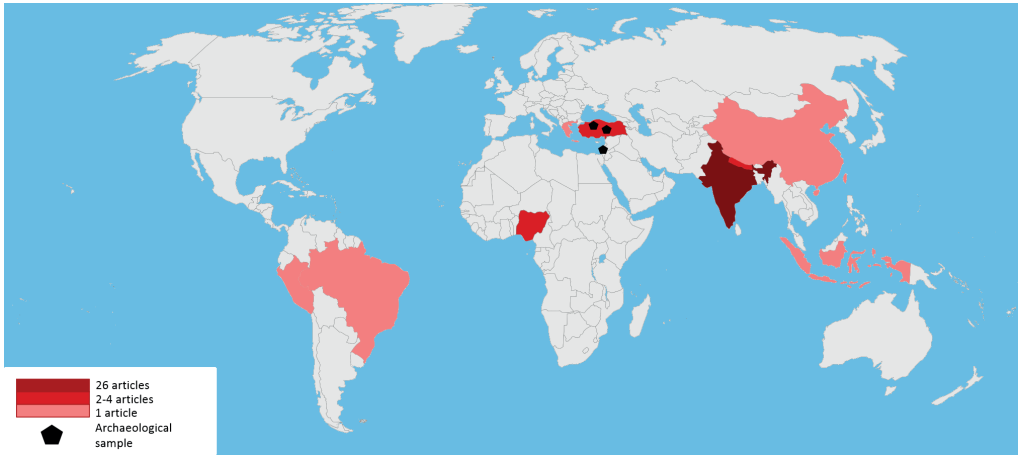 26 articles
2-4 articles
1 article
Archaeological
sample